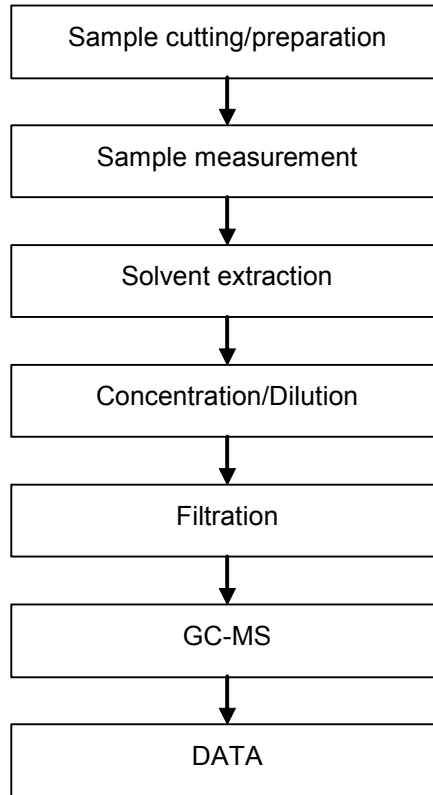 Sample cutting/preparation
Sample measurement
Solvent extraction
Concentration/Dilution
Filtration
GC-MS
DATA